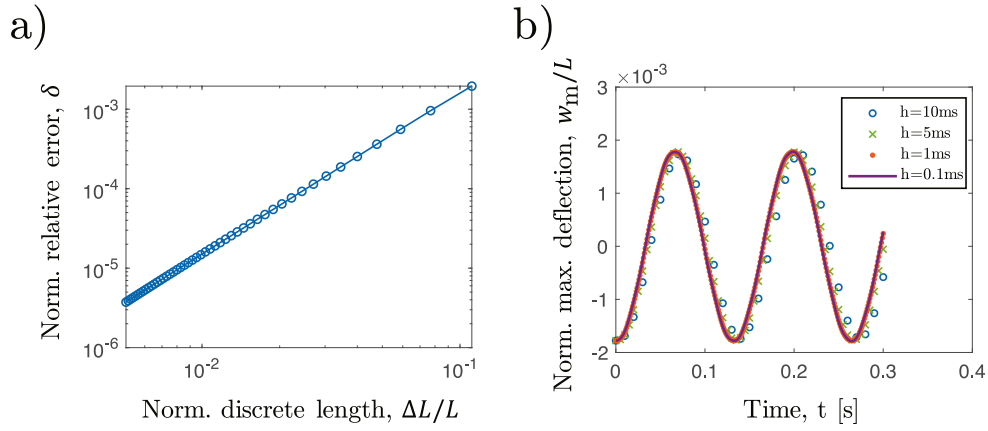 a)
Norm. relative error, δ
10⁻³
10⁻⁴
10⁻⁵
10⁻⁶
10⁻²
10⁻¹
Norm. discrete length, ΔL/L
b)
Norm. max. deflection, wₘ/L
×10⁻³
3
2
1
0
-1
-2
0
0.1
0.2
0.3
0.4
Time, t [s]
h=10ms
h=5ms
h=1ms
h=0.1ms